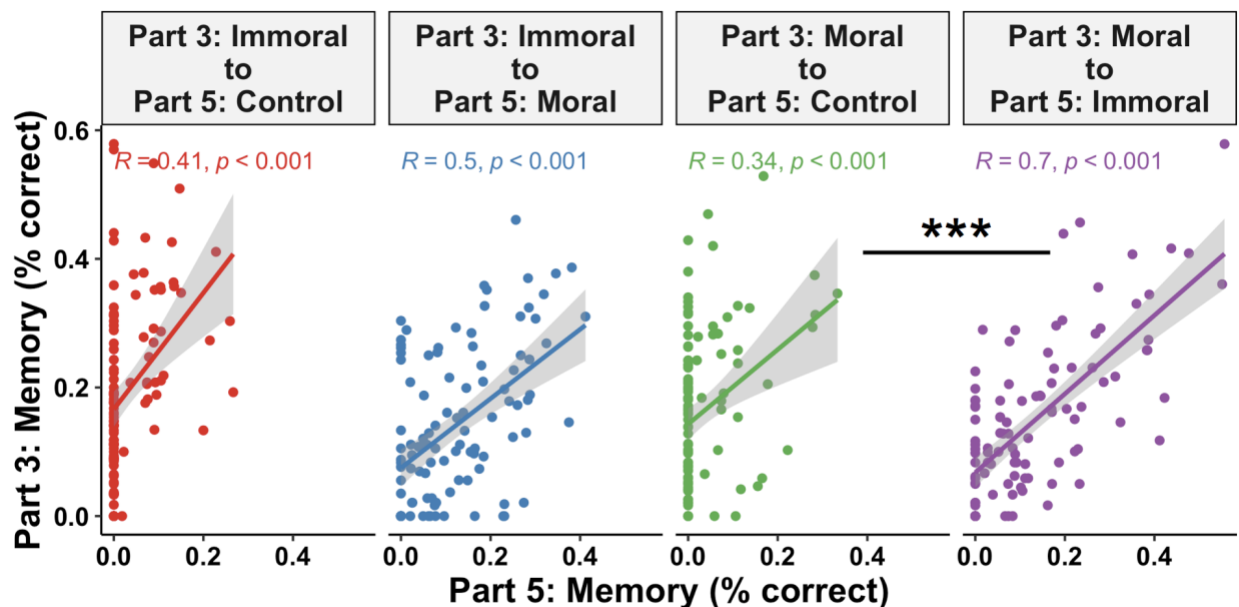 Part 3: Immoral
to
Part 5: Control
Part 3: Immoral
to
Part 5: Moral
Part 3: Moral
to
Part 5: Control
Part 3: Moral
to
Part 5: Immoral
Part 3: Memory (% correct)
0.6
0.4
0.2
0.0
R = 0.41, p < 0.001
R = 0.5, p < 0.001
R = 0.34, p < 0.001
R = 0.7, p < 0.001
***
0.0 0.2 0.4
0.0 0.2 0.4
0.0 0.2 0.4
0.0 0.2 0.4
Part 5: Memory (% correct)